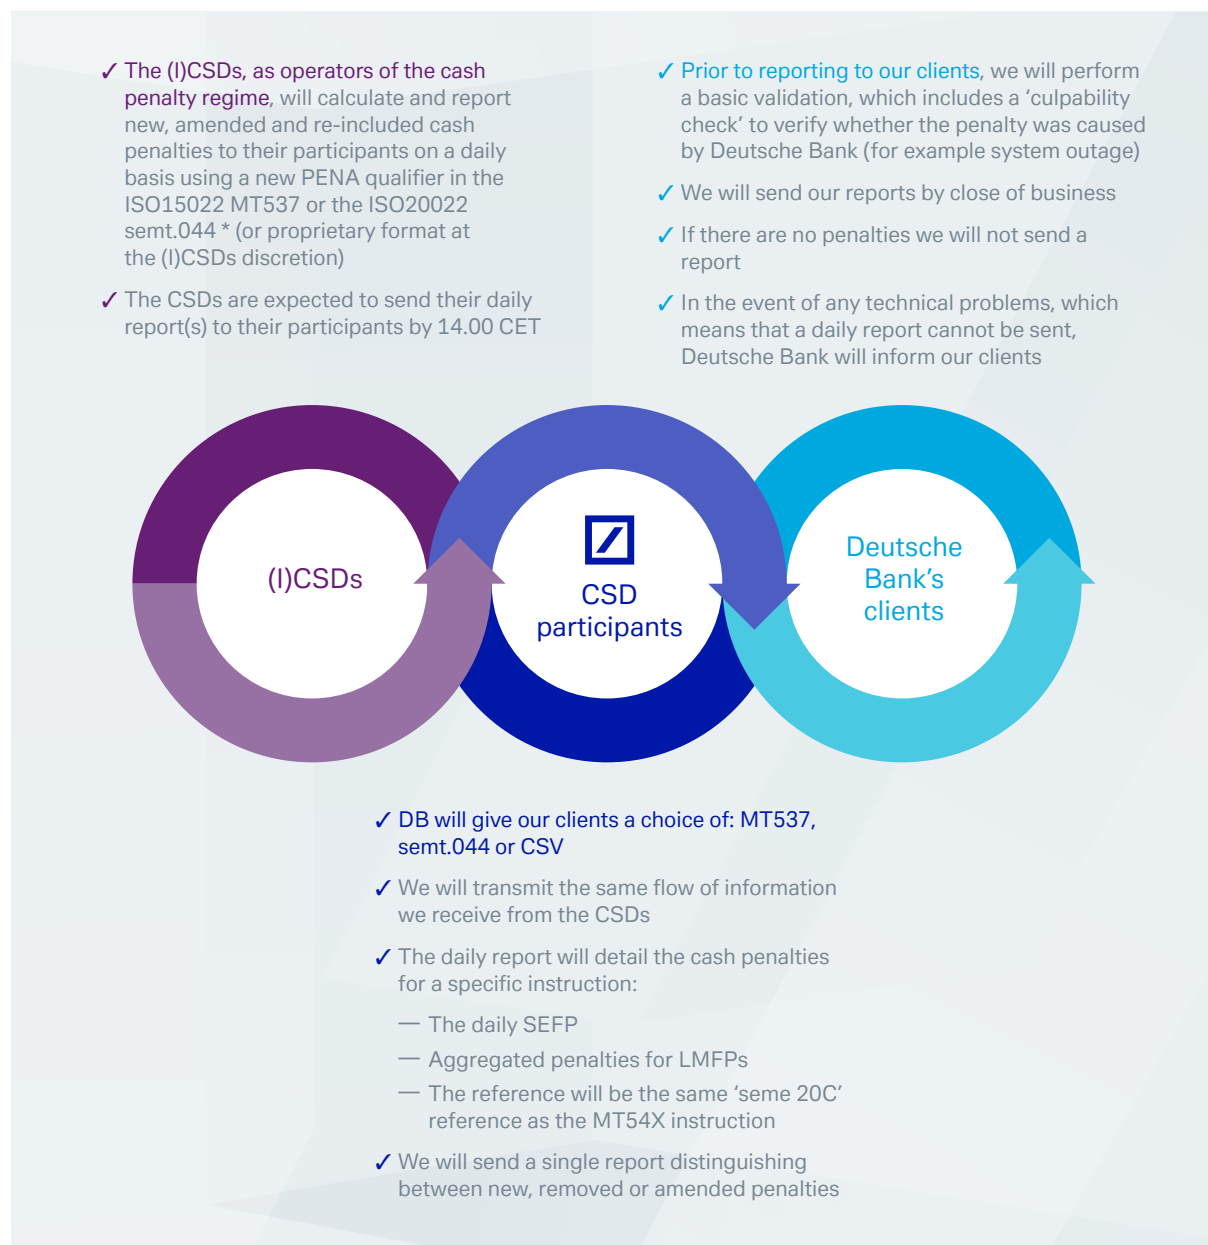 ✓ The (I)CSDs, as operators of the cash
penalty regime, will calculate and report
new, amended and re-included cash
penalties to their participants on a daily
basis using a new PENA qualifier in the
ISO15022 MT537 or the ISO20022
semt.044 * (or proprietary format at
the (I)CSDs discretion)
✓ The CSDs are expected to send their daily
report(s) to their participants by 14.00 CET
✓ Prior to reporting to our clients, we will perform
a basic validation, which includes a ‘culpability
check’ to verify whether the penalty was caused
by Deutsche Bank (for example system outage)
✓ We will send our reports by close of business
✓ If there are no penalties we will not send a
report
✓ In the event of any technical problems, which
means that a daily report cannot be sent,
Deutsche Bank will inform our clients
(I)CSDs
CSD
participants
Deutsche
Bank’s
clients
✓ DB will give our clients a choice of: MT537,
semt.044 or CSV
✓ We will transmit the same flow of information
we receive from the CSDs
✓ The daily report will detail the cash penalties
for a specific instruction:
— The daily SEFP
— Aggregated penalties for LMFPs
— The reference will be the same ‘seme 20C’
reference as the MT54X instruction
✓ We will send a single report distinguishing
between new, removed or amended penalties